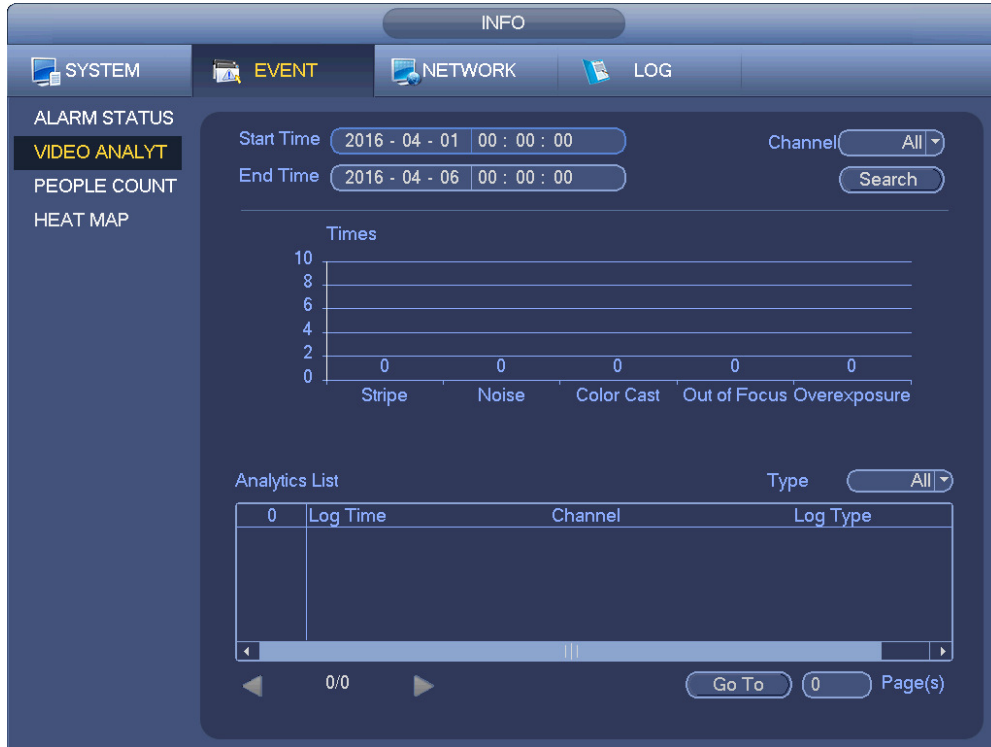 INFO
SYSTEM EVENT NETWORK LOG
ALARM STATUS
VIDEO ANALYT
PEOPLE COUNT
HEAT MAP
Start Time 2016 - 04 - 01 00 : 00 : 00 Channel All
End Time 2016 - 04 - 06 00 : 00 : 00 Search
Times
10
8
6
4
2
0
0 0 0 0 0
Stripe Noise Color Cast Out of Focus Overexposure
Analytics List Type All
0 Log Time Channel Log Type
0/0 Go To 0 Page(s)